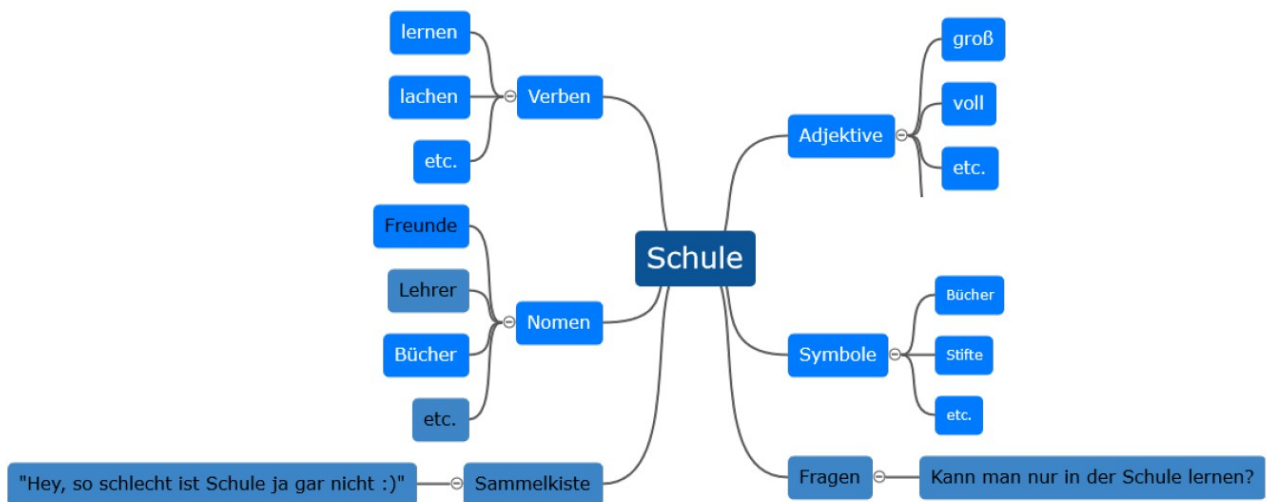 Schule
Verben
lernen
lachen
etc.
Nomen
Freunde
Lehrer
Bücher
etc.
Sammelkiste
"Hey, so schlecht ist Schule ja gar nicht :)"
Adjektive
groß
voll
etc.
Symbole
Bücher
Stifte
etc.
Fragen
Kann man nur in der Schule lernen?